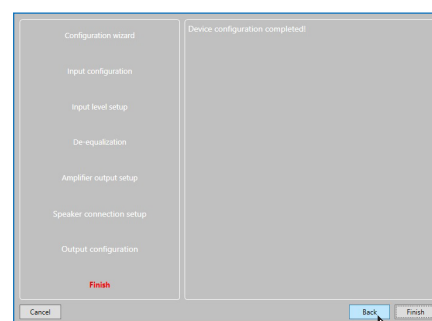 Configuration wizard
Input configuration
Input level setup
De-equalization
Amplifier output setup
Speaker connection setup
Output configuration
Finish
Device configuration completed!
Cancel
Back
Finish